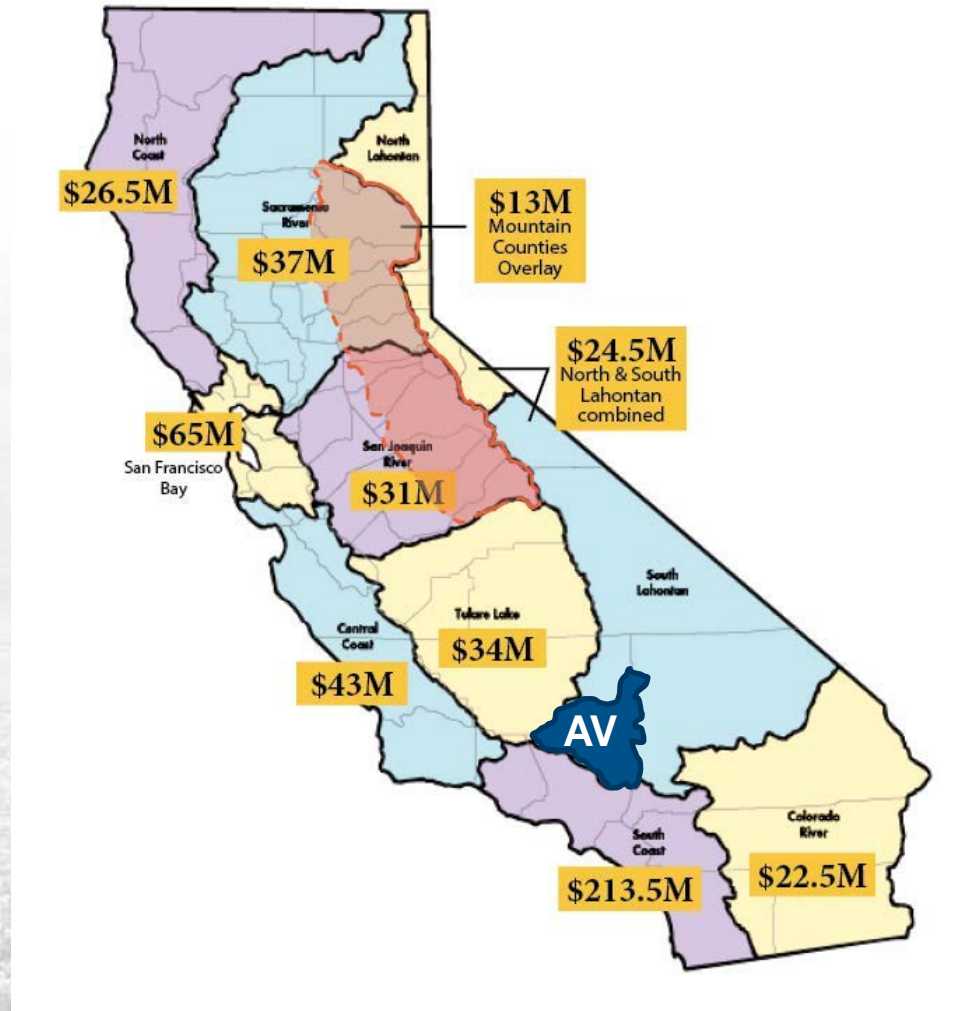 North
Coast
$26.5M
North
Lahontan
Sacramento
River
$37M
$13M
Mountain
Counties
Overlay
$24.5M
North & South
Lahontan
combined
$65M
San Francisco
Bay
San Joaquin
River
$31M
South
Lahontan
Tulare Lake
$34M
Central
Coast
$43M
AV
South
Coast
$213.5M
Colorado
River
$22.5M